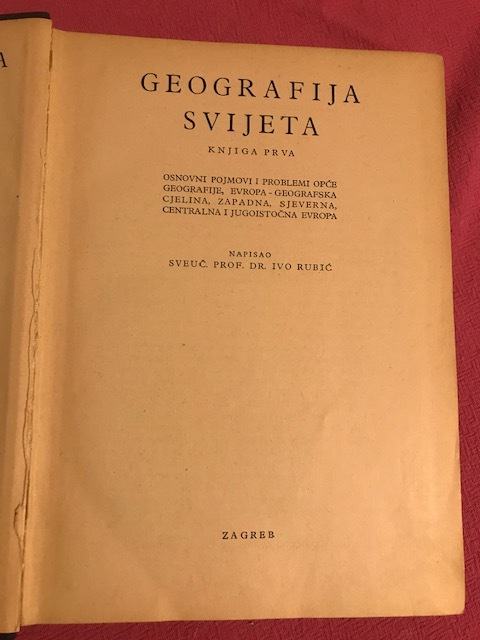 A
GEOGRAFIJA
SVIJETA
KNJIGA PRVA
OSNOVNI POJMOVI I PROBLEMI OPĆE
GEOGRAFIJE, EVROPA-GEOGRAFSKA
CJELINA, ZAPADNA, SJEVERNA,
CENTRALNA I JUGOISTOČNA EVROPA
NAPISAO
SVEUČ. PROF. DR. IVO RUBIĆ
ZAGREB